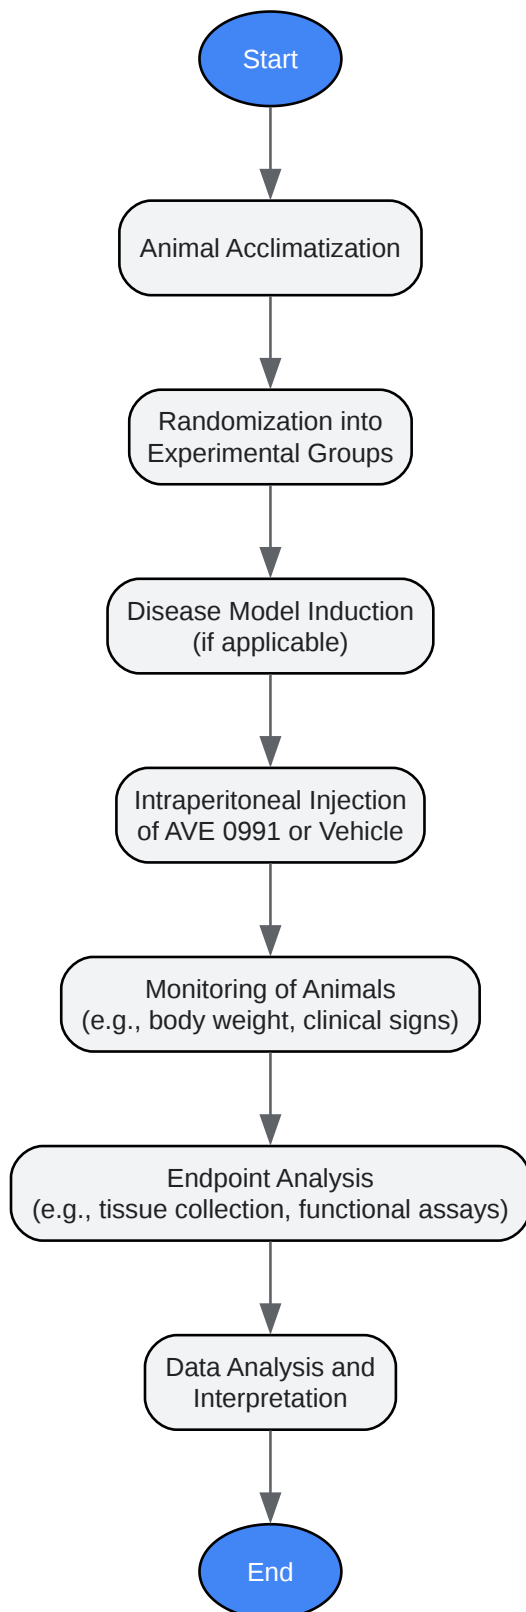 Start
Animal Acclimatization
Randomization into
Experimental Groups
Disease Model Induction
(if applicable)
Intraperitoneal Injection
of AVE 0991 or Vehicle
Monitoring of Animals
(e.g., body weight, clinical signs)
Endpoint Analysis
(e.g., tissue collection, functional assays)
Data Analysis and
Interpretation
End